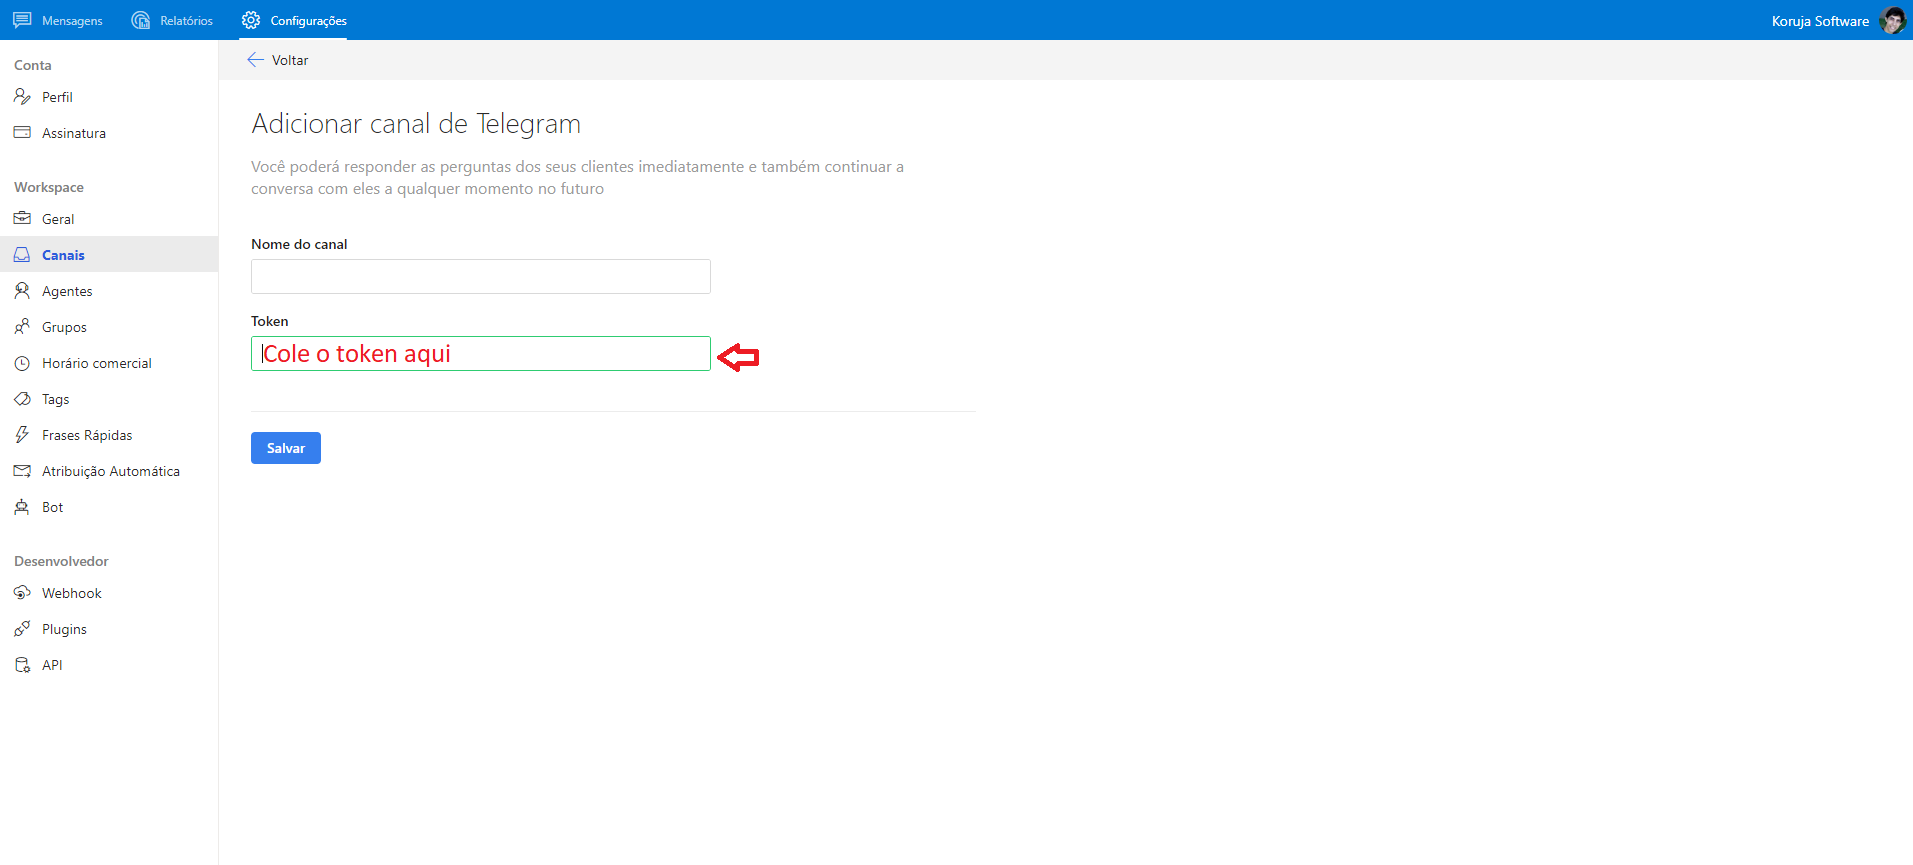 Mensagens
Relatórios
Configurações
Koruja Software
Conta
Perfil
Assinatura
Workspace
Geral
Canais
Agentes
Grupos
Horário comercial
Tags
Frases Rápidas
Atribuição Automática
Bot
Desenvolvedor
Webhook
Plugins
API
Voltar
Adicionar canal de Telegram
Você poderá responder as perguntas dos seus clientes imediatamente e também continuar a
conversa com eles a qualquer momento no futuro
Nome do canal
Token
Cole o token aqui
Salvar